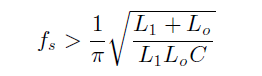 f_s > \frac{1}{\pi} \sqrt{\frac{L_1 + L_o}{L_1 L_o C}}